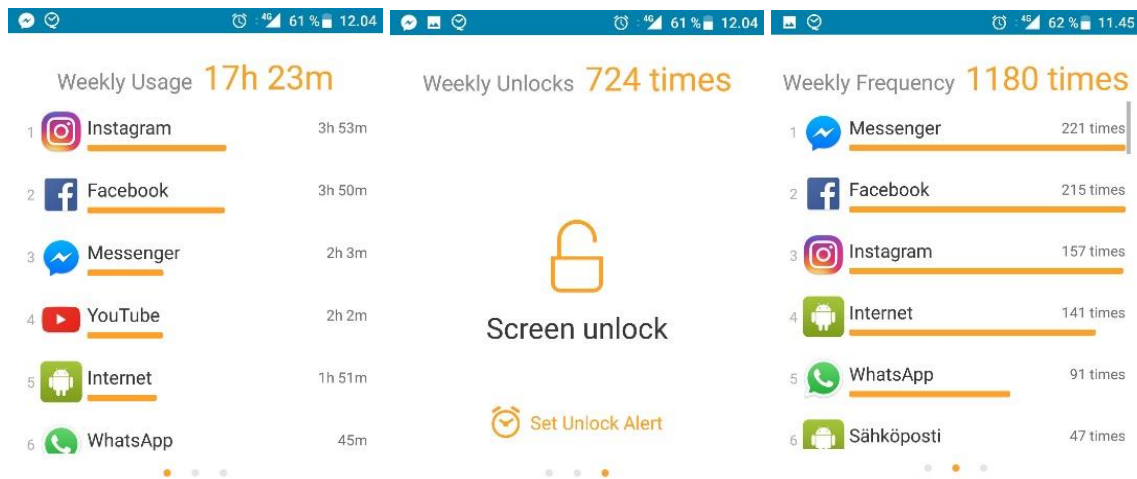 4G 61 % 12.04
Weekly Usage 17h 23m
1 Instagram 3h 53m
2 Facebook 3h 50m
3 Messenger 2h 3m
4 YouTube 2h 2m
5 Internet 1h 51m
6 WhatsApp 45m
4G 61 % 12.04
Weekly Unlocks 724 times
Screen unlock
Set Unlock Alert
4G 62 % 11.45
Weekly Frequency 1180 times
1 Messenger 221 times
2 Facebook 215 times
3 Instagram 157 times
4 Internet 141 times
5 WhatsApp 91 times
6 Sähköposti 47 times